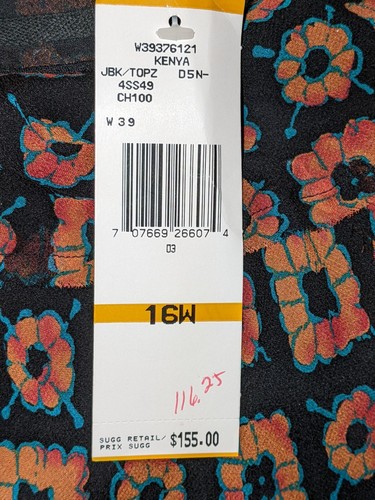 W39376121
KENYA
JBK/TOPZ D5N-
4SS49
CH100
W39
7 07669 26607 4
03
16W
116.25
SUGG RETAIL/
PRIX SUGG $155.00